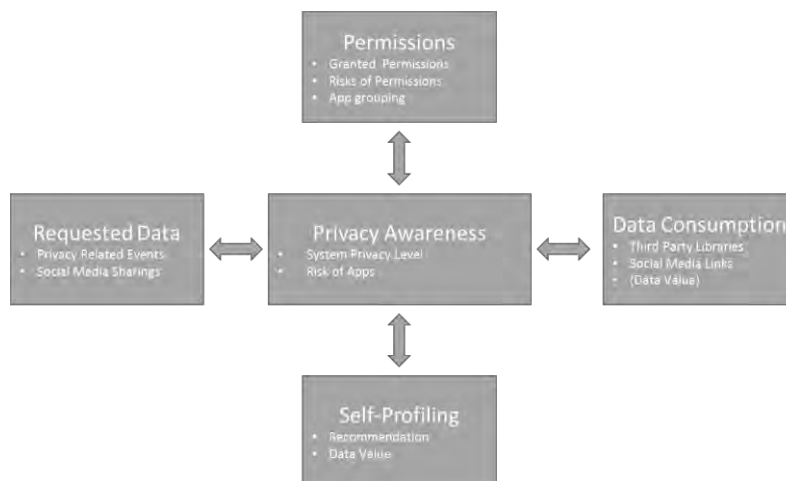 Permissions
• Granted Permissions
• Risks of Permissions
• App grouping
Requested Data
• Privacy Related Events
• Social Media Sharings
Privacy Awareness
• System Privacy Level
• Risk of Apps
Data Consumption
• Third Party Libraries
• Social Media Links
• (Data Value)
Self-Profiling
• Recommendation
• Data Value